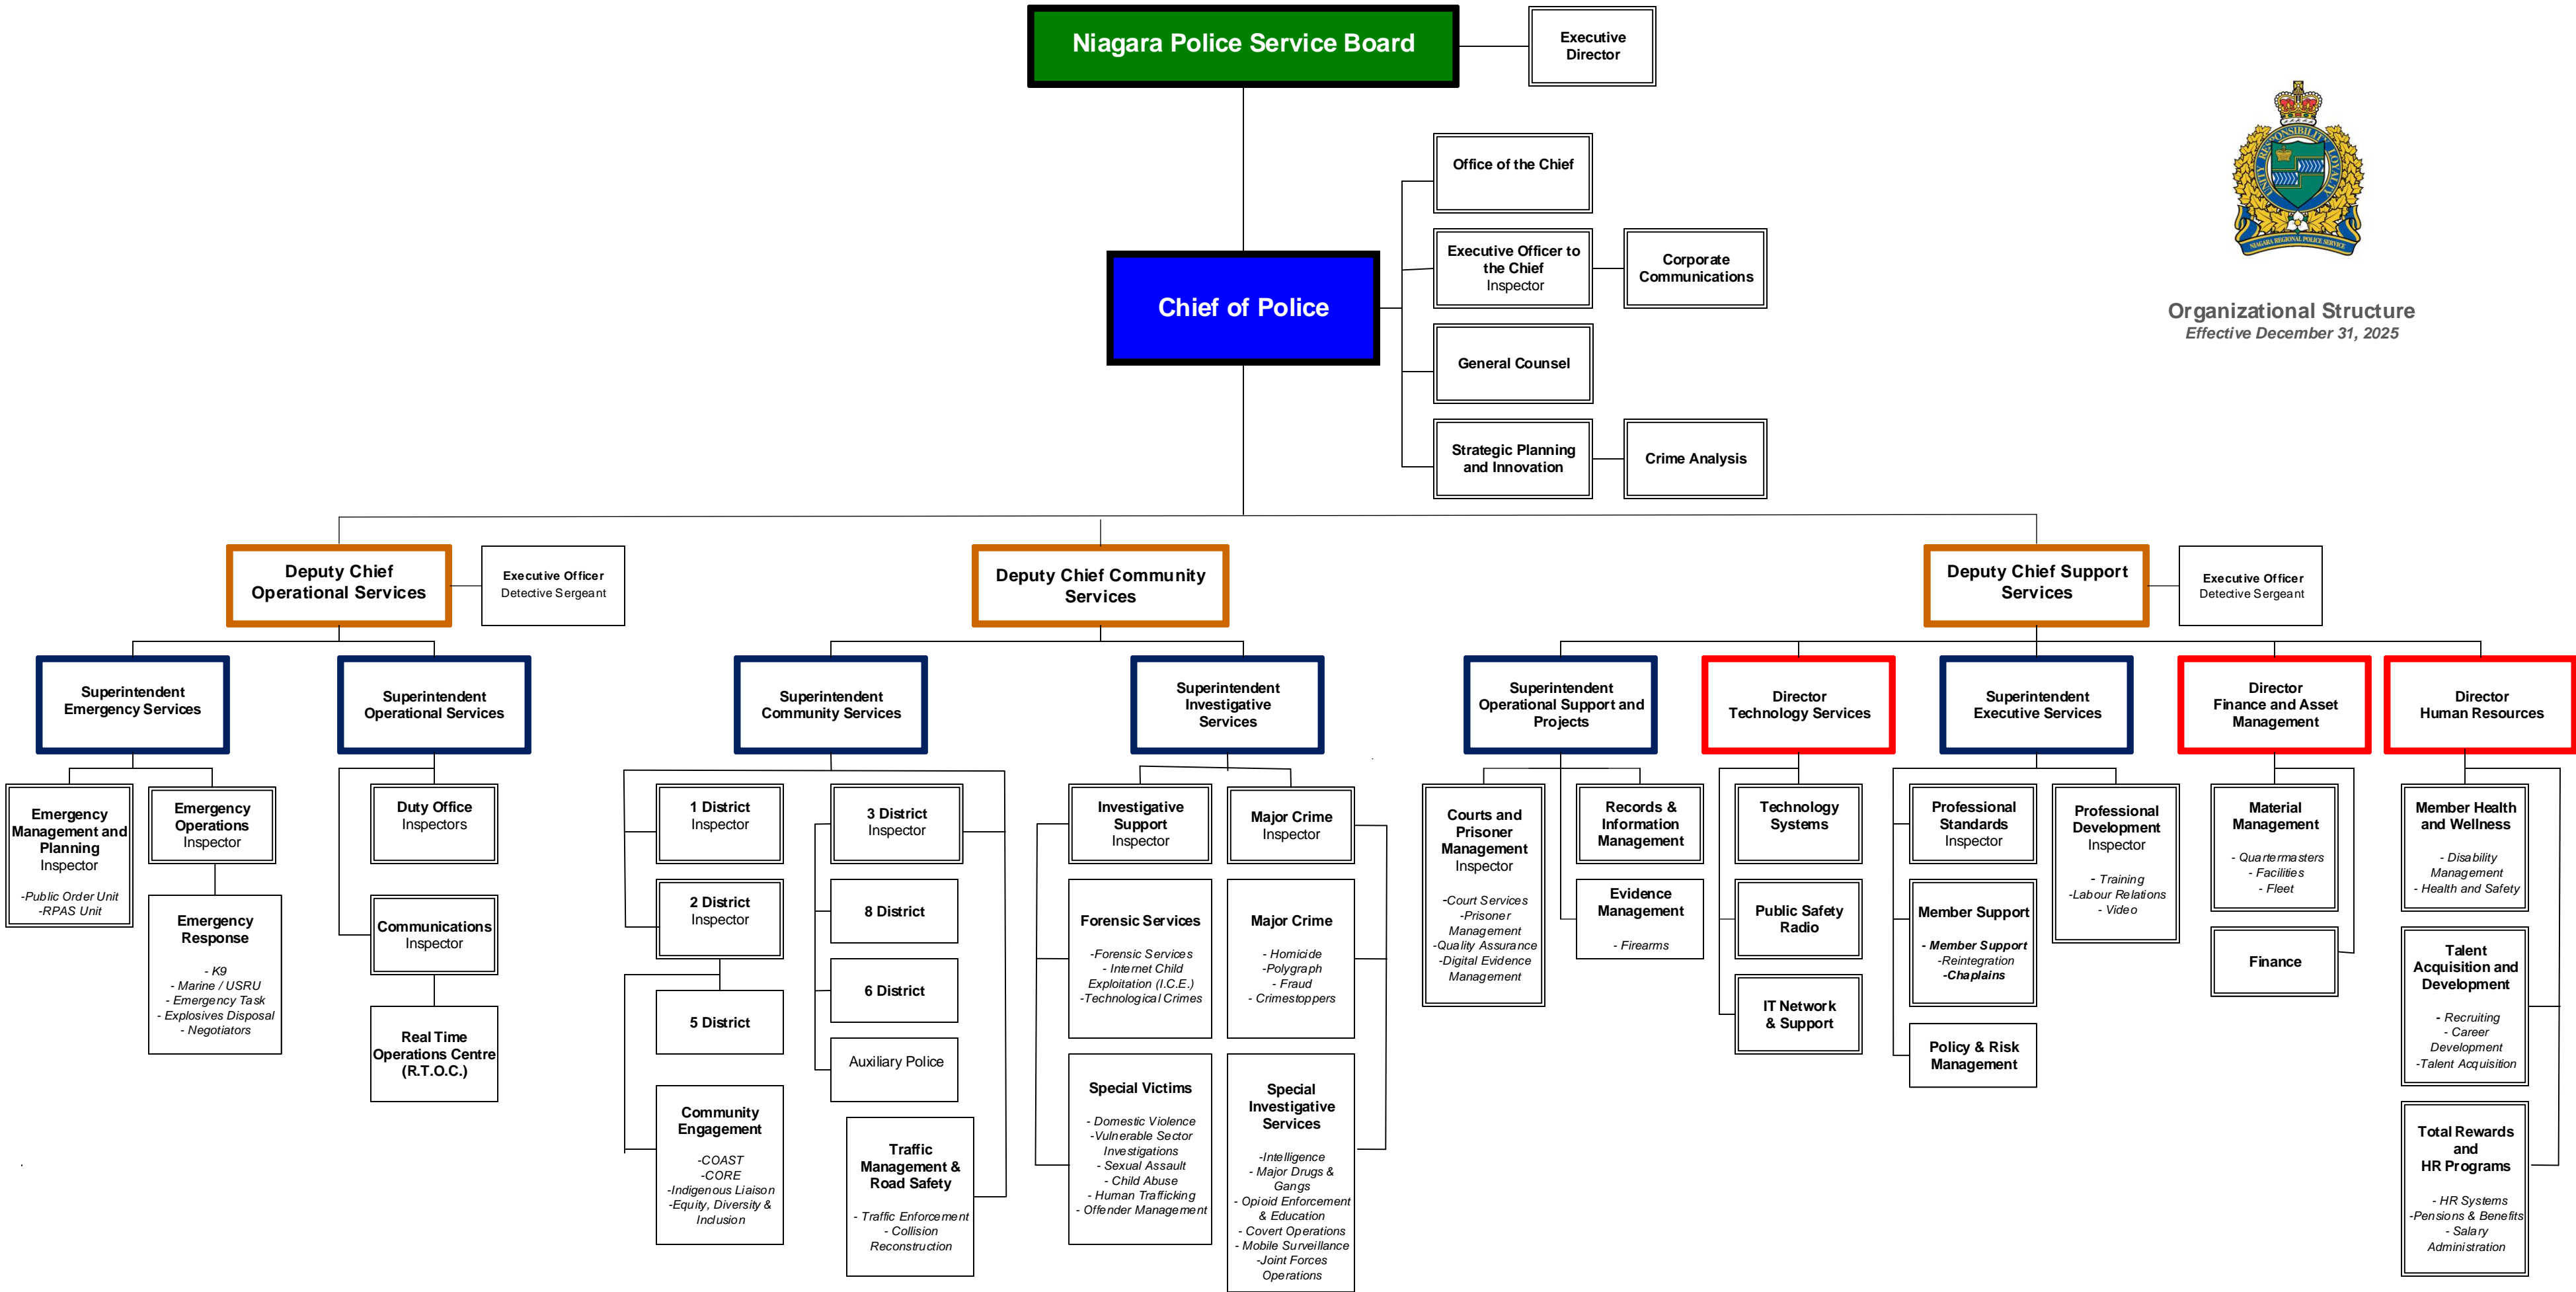 Niagara Police Service Board
Executive
Director
Office of the Chief
Executive Officer to
the Chief
Inspector
Corporate
Communications
Chief of Police
General Counsel
Strategic Planning
and Innovation
Crime Analysis
UNITY RESPONSIBILITY LOYALTY
NIAGARA REGIONAL POLICE SERVICE
Organizational Structure
Effective December 31, 2025
Deputy Chief
Operational Services
Executive Officer
Detective Sergeant
Deputy Chief Community
Services
Deputy Chief Support
Services
Executive Officer
Detective Sergeant
Superintendent
Emergency Services
Superintendent
Operational Services
Superintendent
Community Services
Superintendent
Investigative
Services
Superintendent
Operational Support and
Projects
Director
Technology Services
Superintendent
Executive Services
Director
Finance and Asset
Management
Director
Human Resources
Emergency
Management and
Planning
Inspector
-Public Order Unit
-RPAS Unit
Emergency
Operations
Inspector
Emergency
Response
- K9
- Marine / USRU
- Emergency Task
- Explosives Disposal
- Negotiators
Duty Office
Inspectors
Communications
Inspector
Real Time
Operations Centre
(R.T.O.C.)
1 District
Inspector
2 District
Inspector
5 District
Community
Engagement
-COAST
-CORE
-Indigenous Liaison
-Equity, Diversity &
Inclusion
3 District
Inspector
8 District
6 District
Auxiliary Police
Traffic
Management &
Road Safety
- Traffic Enforcement
- Collision
Reconstruction
Investigative
Support
Inspector
Forensic Services
-Forensic Services
- Internet Child
Exploitation (I.C.E.)
-Technological Crimes
Special Victims
- Domestic Violence
-Vulnerable Sector
Investigations
- Sexual Assault
- Child Abuse
- Human Trafficking
- Offender Management
Major Crime
Inspector
Major Crime
- Homicide
-Polygraph
- Fraud
- Crimestoppers
Special
Investigative
Services
-Intelligence
- Major Drugs &
Gangs
- Opioid Enforcement
& Education
- Covert Operations
- Mobile Surveillance
-Joint Forces
Operations
Courts and
Prisoner
Management
Inspector
-Court Services
-Prisoner
Management
-Quality Assurance
-Digital Evidence
Management
Records &
Information
Management
Evidence
Management
- Firearms
Technology
Systems
Public Safety
Radio
IT Network
& Support
Professional
Standards
Inspector
Member Support
- Member Support
-Reintegration
-Chaplains
Policy & Risk
Management
Professional
Development
Inspector
- Training
-Labour Relations
- Video
Material
Management
- Quartermasters
- Facilities
- Fleet
Finance
Member Health
and Wellness
- Disability
Management
- Health and Safety
Talent
Acquisition and
Development
- Recruiting
- Career
Development
-Talent Acquisition
Total Rewards
and
HR Programs
- HR Systems
-Pensions & Benefits
- Salary
Administration